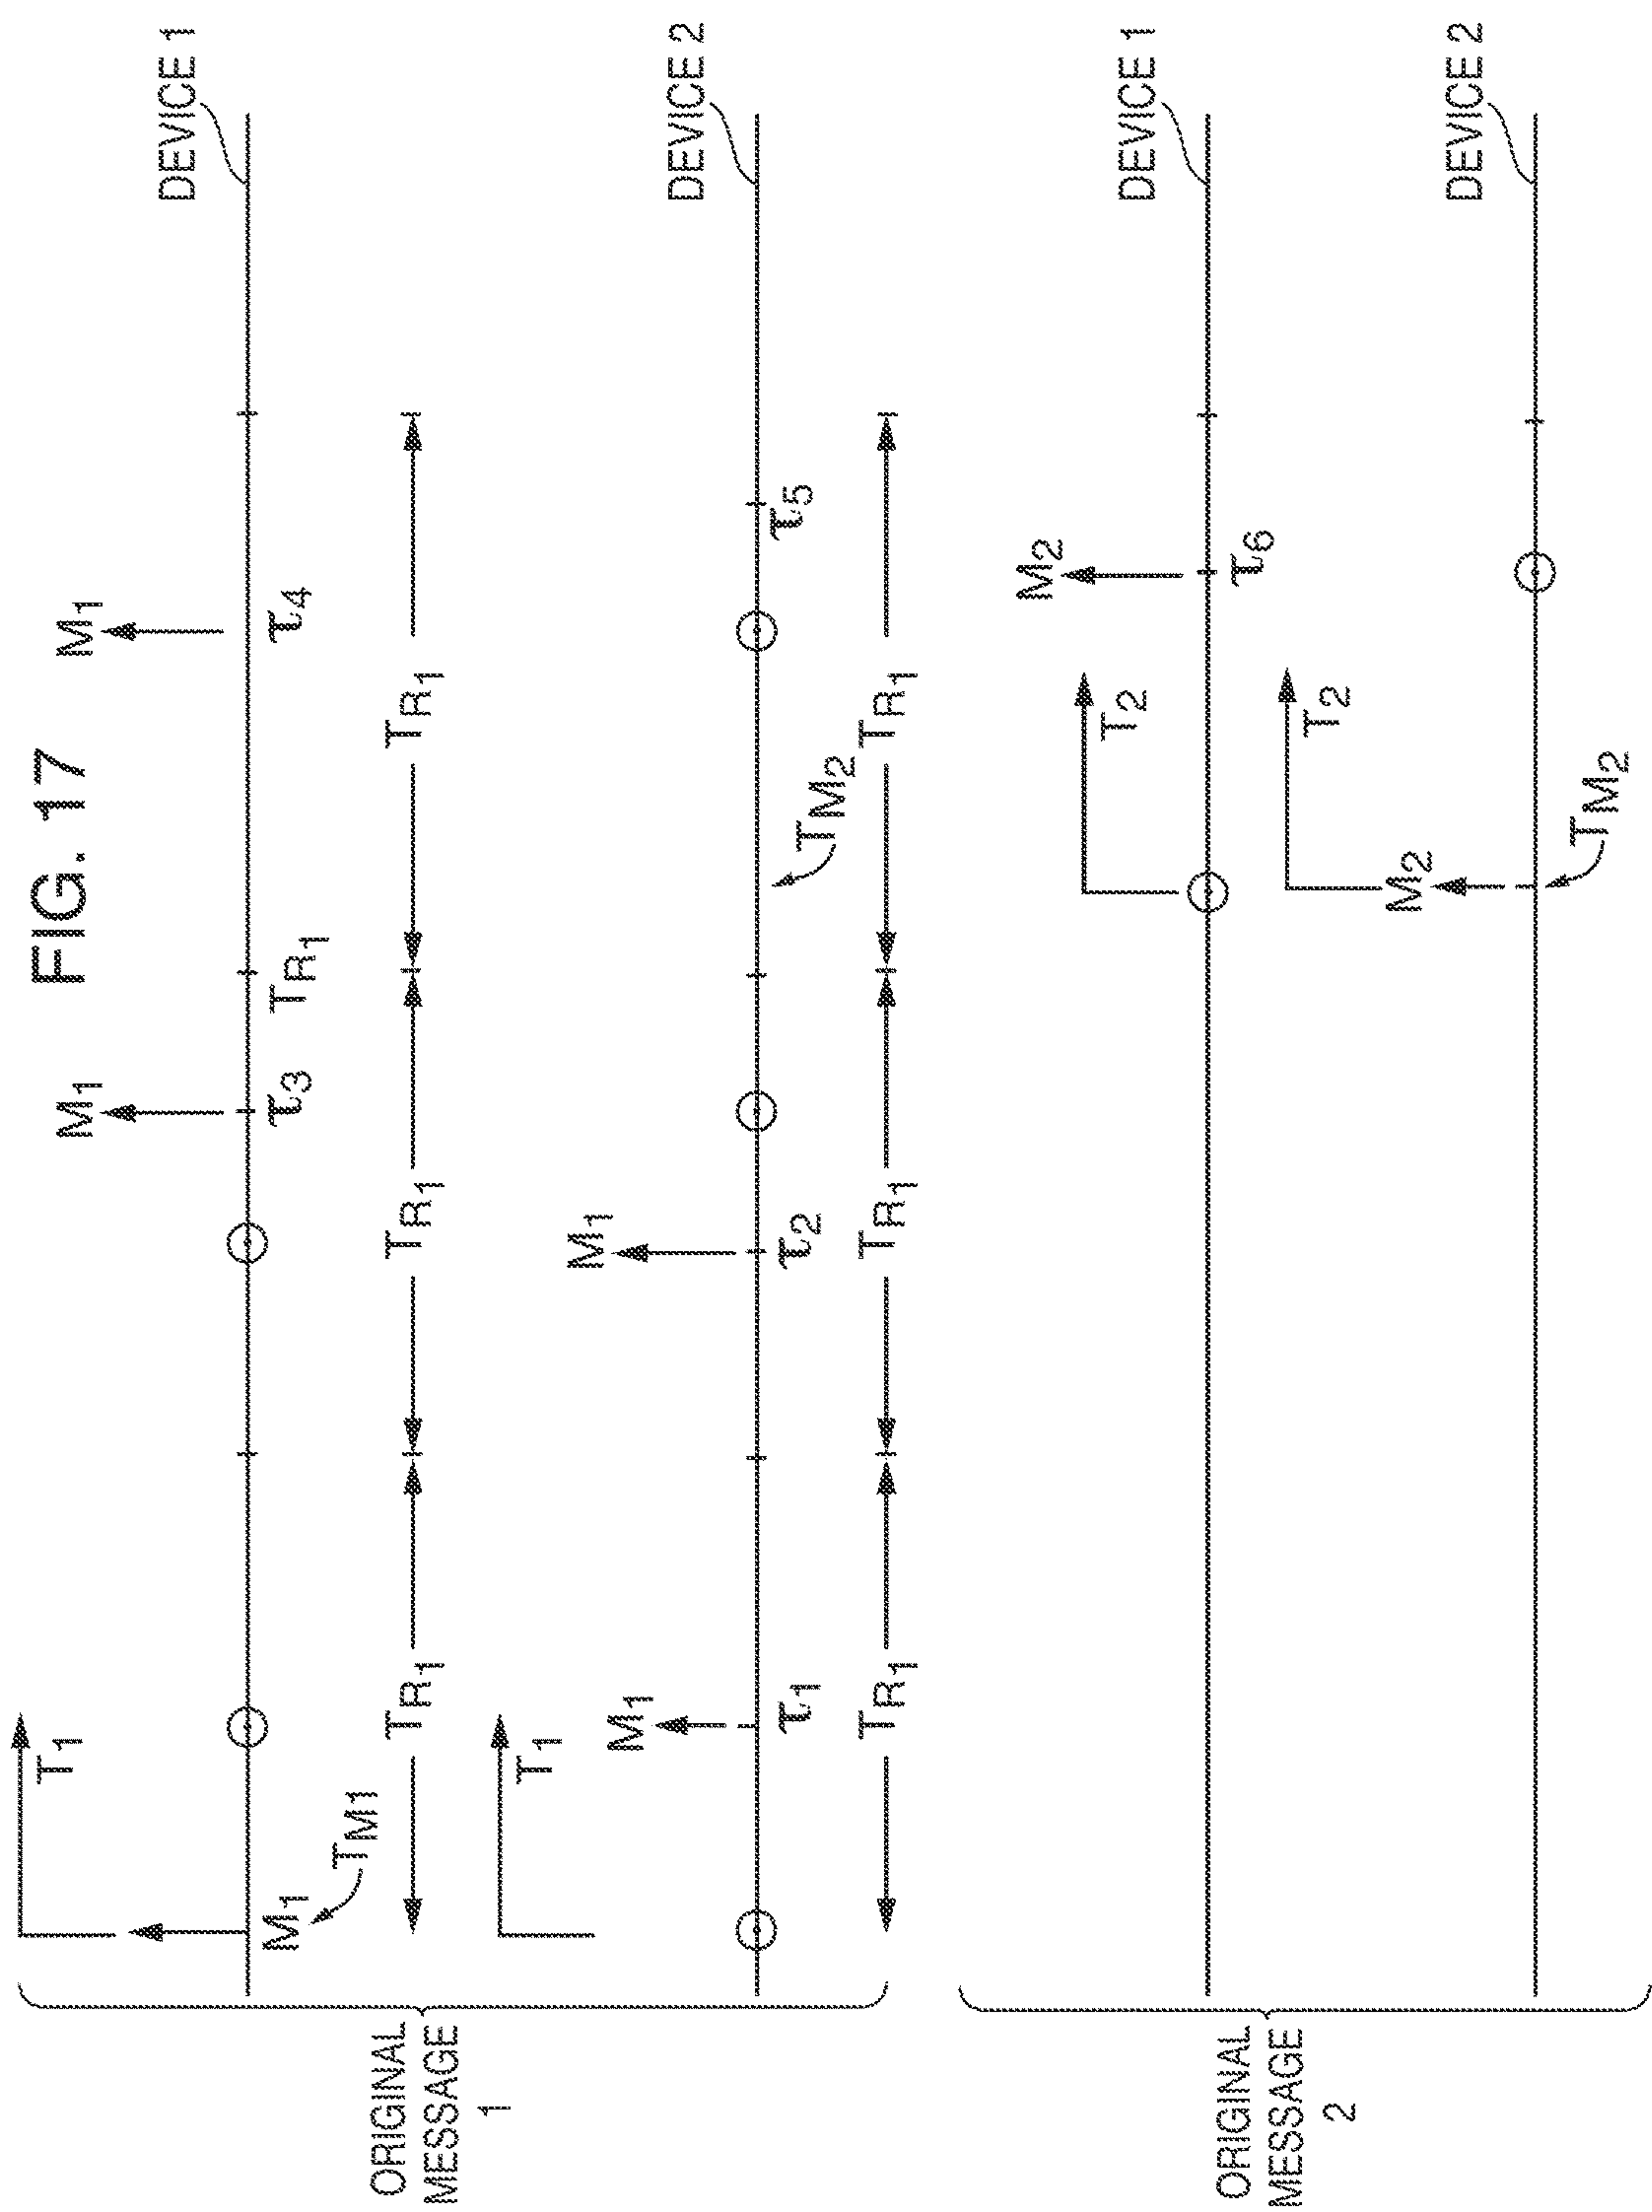 FIG. 17
ORIGINAL
MESSAGE
1
T1
M1
TM1
M1
τ3
TR1
M1
τ4
DEVICE 1
TR1
TR1
TR1
T1
M1
τ1
M1
τ2
TM2
τ5
DEVICE 2
TR1
TR1
TR1
ORIGINAL
MESSAGE
2
T2
M2
τ6
DEVICE 1
T2
M2
TM2
DEVICE 2